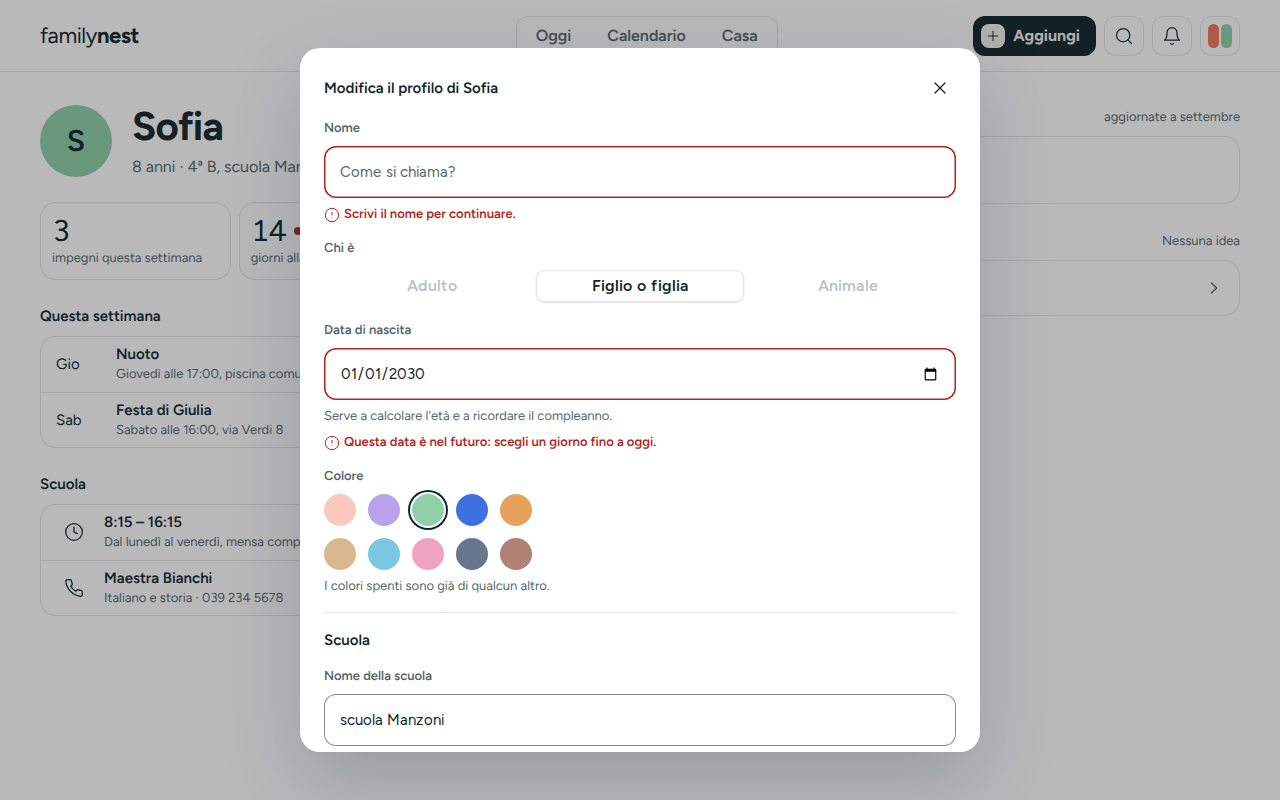 familynest
Oggi
Calendario
Casa
Aggiungi
S
Sofia
8 anni · 4ª B, scuola
aggiornate a settembre
3
impegni questa settimana
14
giorni
Nessuna idea
Questa settimana
Gio
Nuoto
Giovedì alle 17:00, piscina
Sab
Festa di Giulia
Sabato alle 16:00, via Verdi 8
Scuola
8:15 – 16:15
Dal lunedì al venerdì, mensa
Maestra Bianchi
Italiano e storia · 039 234 5678
Modifica il profilo di Sofia
Nome
Come si chiama?
Scrivi il nome per continuare.
Chi è
Adulto
Figlio o figlia
Animale
Data di nascita
01/01/2030
Serve a calcolare l'età e a ricordare il compleanno.
Questa data è nel futuro: scegli un giorno fino a oggi.
Colore
I colori spenti sono già di qualcun altro.
Scuola
Nome della scuola
scuola Manzoni